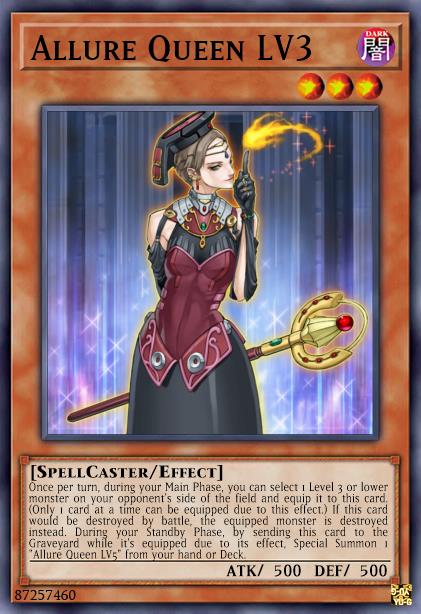 Allure Queen LV3
DARK
闇
[SpellCaster/Effect]
Once per turn, during your Main Phase, you can select 1 Level 3 or lower
monster on your opponent's side of the field and equip it to this card.
(Only 1 card at a time can be equipped due to this effect.) If this card
would be destroyed by battle, the equipped monster is destroyed
instead. During your Standby Phase, by sending this card to the
Graveyard while it's equipped due to its effect, Special Summon 1
"Allure Queen LV5" from your hand or Deck.
ATK/ 500 DEF/ 500
87257460